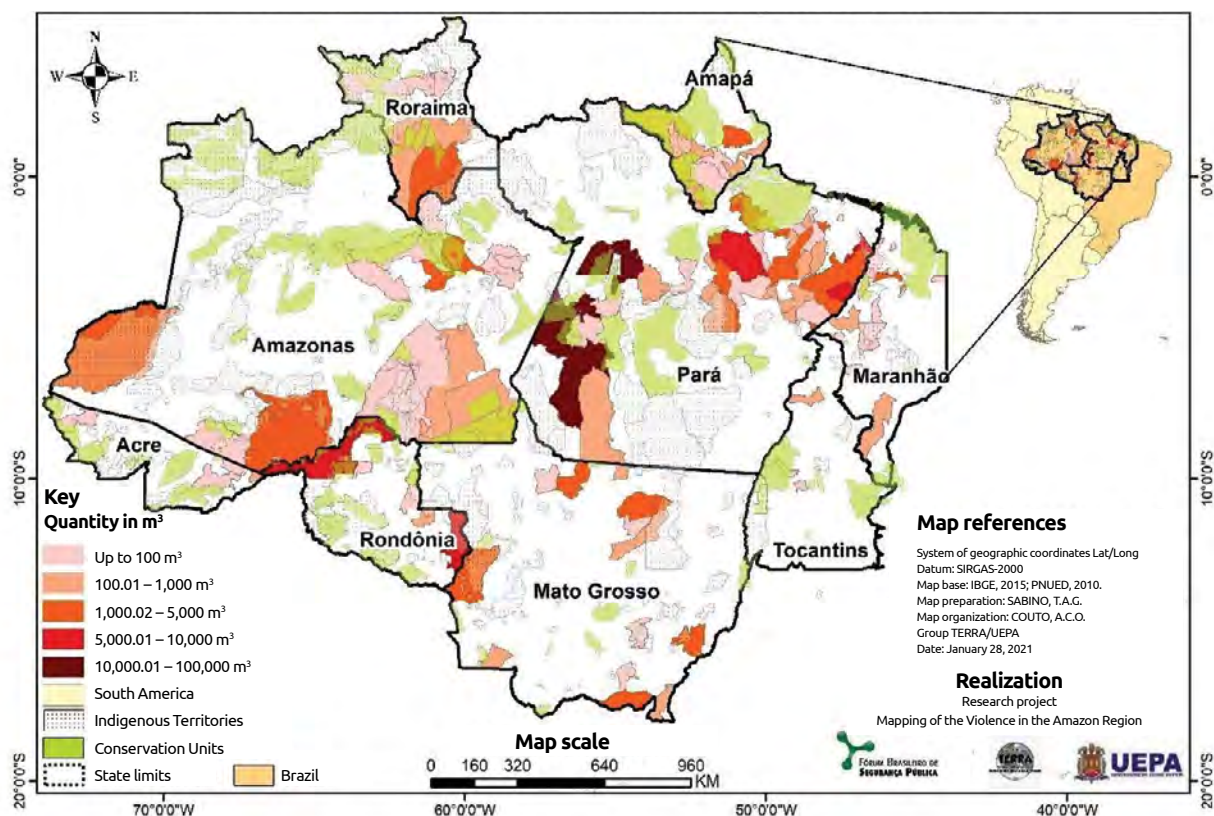 N
W E
S
Roraima
Amapá
Amazonas
Pará
Maranhão
Acre
Rondônia
Tocantins
Mato Grosso
0°0'0"
10°0'0"S
20°0'0"S
0°0'0"
10°0'0"S
20°0'0"S
70°0'0"W
60°0'0"W
50°0'0"W
40°0'0"W
Key
Quantity in m³
Up to 100 m³
100.01 – 1,000 m³
1,000.02 – 5,000 m³
5,000.01 – 10,000 m³
10,000.01 – 100,000 m³
South America
Indigenous Territories
Conservation Units
State limits
Brazil
Map scale
0 160 320 640 960
KM
Map references
System of geographic coordinates Lat/Long
Datum: SIRGAS-2000
Map base: IBGE, 2015; PNUED, 2010.
Map preparation: SABINO, T.A.G.
Map organization: COUTO, A.C.O.
Group TERRA/UEPA
Date: January 28, 2021
Realization
Research project
Mapping of the Violence in the Amazon Region
FÓRUM BRASILEIRO DE
SEGURANÇA PÚBLICA
TERRA
UEPA